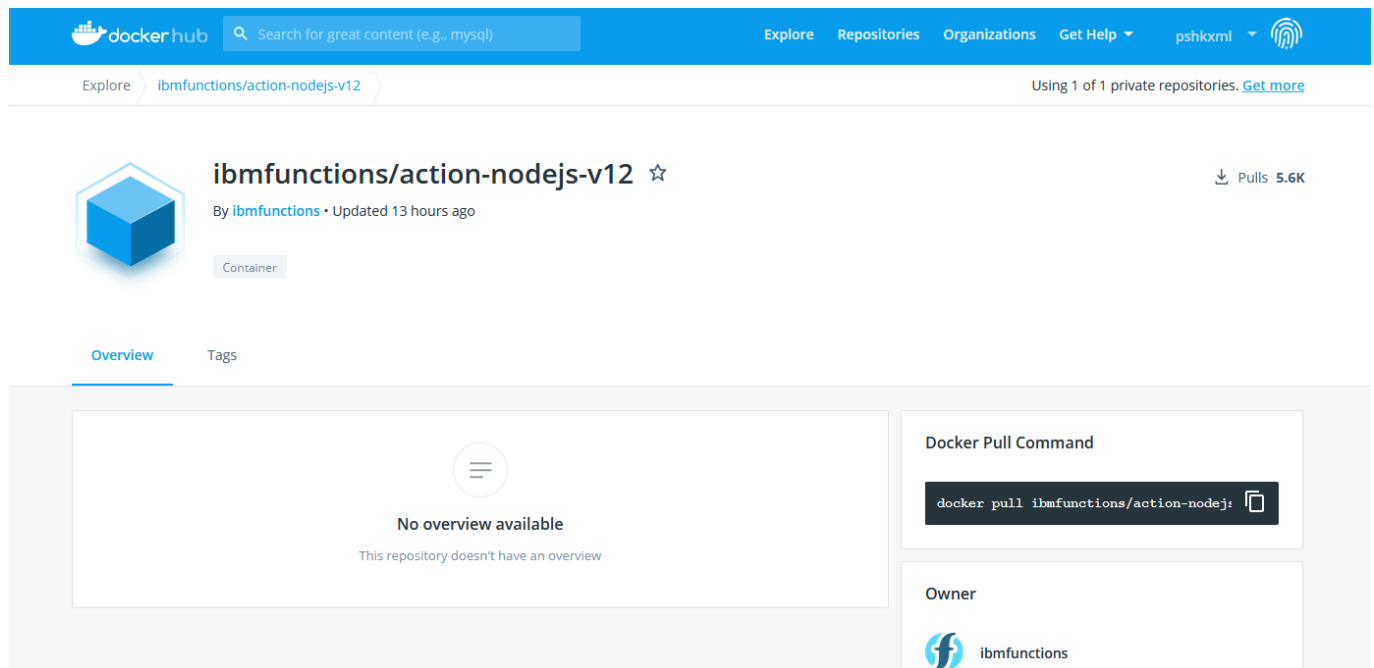 docker hub Search for great content (e.g., mysql) Explore Repositories Organizations Get Help pshkxml
Explore ibmfunctions/action-nodejs-v12 Using 1 of 1 private repositories. Get more
ibmfunctions/action-nodejs-v12
Pulls 5.6K
By ibmfunctions • Updated 13 hours ago
Container
Overview Tags
No overview available
This repository doesn't have an overview
Docker Pull Command
docker pull ibmfunctions/action-nodej
Owner
ibmfunctions